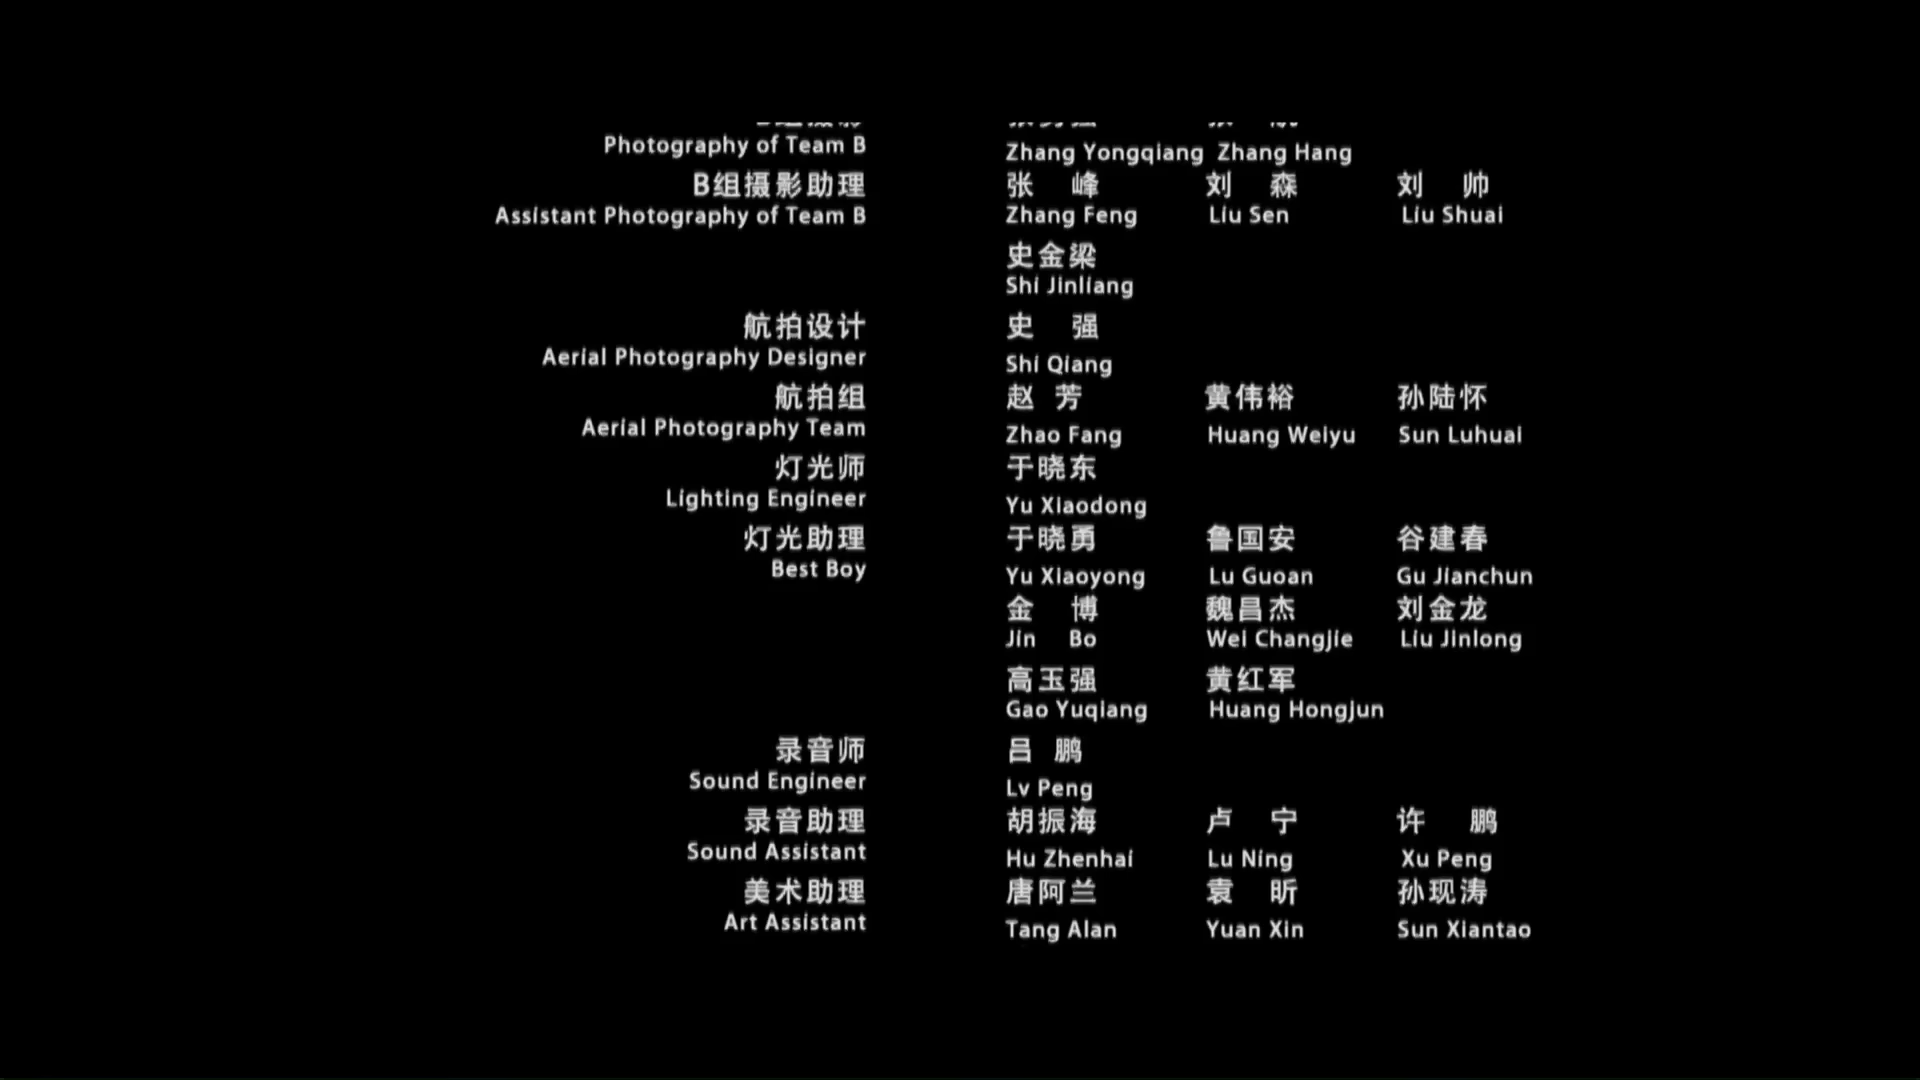 Photography of Team B Zhang Yongqiang Zhang Hang
B组摄影助理 张 峰 刘 森 刘 帅
Assistant Photography of Team B Zhang Feng Liu Sen Liu Shuai
史金梁
Shi Jinliang
航拍设计 史 强
Aerial Photography Designer Shi Qiang
航拍组 赵 芳 黄伟裕 孙陆怀
Aerial Photography Team Zhao Fang Huang Weiyu Sun Luhuai
灯光师 于晓东
Lighting Engineer Yu Xiaodong
灯光助理 于晓勇 鲁国安 谷建春
Best Boy Yu Xiaoyong Lu Guoan Gu Jianchun
金 博 魏昌杰 刘金龙
Jin Bo Wei Changjie Liu Jinlong
高玉强 黄红军
Gao Yuqiang Huang Hongjun
录音师 吕 鹏
Sound Engineer Lv Peng
录音助理 胡振海 卢 宁 许 鹏
Sound Assistant Hu Zhenhai Lu Ning Xu Peng
美术助理 唐阿兰 袁 昕 孙现涛
Art Assistant Tang Alan Yuan Xin Sun Xiantao